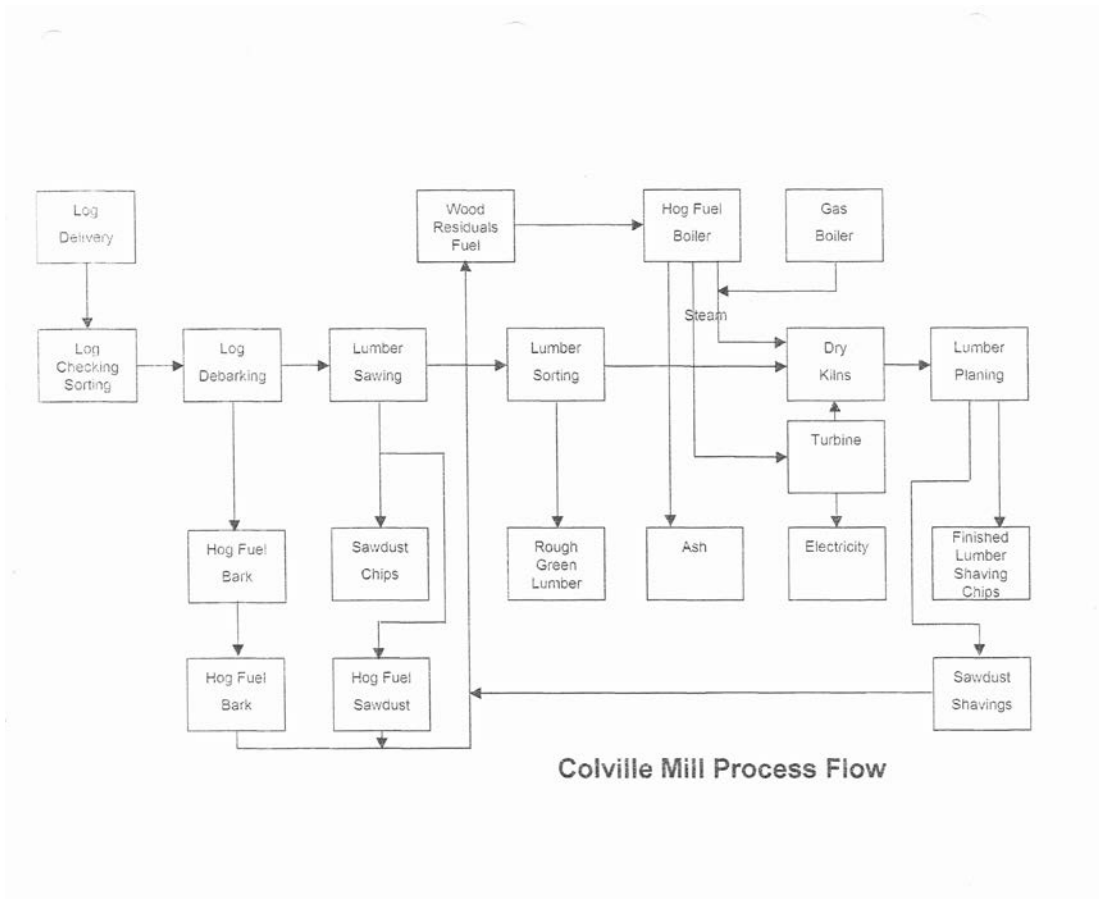 Log
Delivery
Wood
Residuals
Fuel
Hog Fuel
Boiler
Gas
Boiler
Steam
Log
Checking
Sorting
Log
Debarking
Lumber
Sawing
Lumber
Sorting
Dry
Kilns
Lumber
Planing
Turbine
Hog Fuel
Bark
Sawdust
Chips
Rough
Green
Lumber
Ash
Electricity
Finished
Lumber
Shaving
Chips
Hog Fuel
Bark
Hog Fuel
Sawdust
Sawdust
Shavings
Colville Mill Process Flow